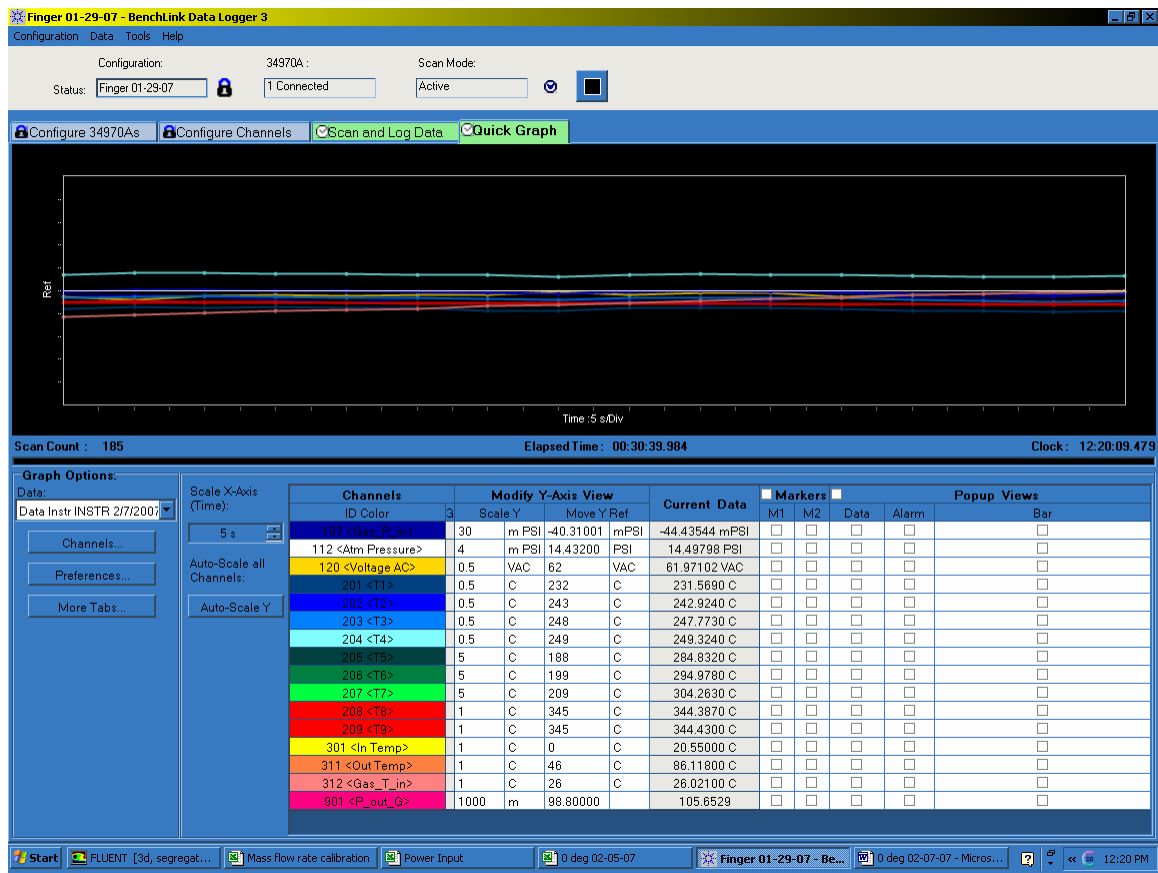 Finger 01-29-07 - BenchLink Data Logger 3
Configuration Data Tools Help
Configuration: 34970A : Scan Mode:
Status: Finger 01-29-07 1 Connected Active
Configure 34970As Configure Channels Scan and Log Data Quick Graph
Ref
Time :5 s/Div
Scan Count : 185 Elapsed Time : 00:30:39.984 Clock : 12:20:09.479
Graph Options:
Data:
Data Instr INSTR 2/7/2007
Channels...
Preferences...
More Tabs...
Scale X-Axis
(Time):
5 s
Auto-Scale all
Channels:
Auto-Scale Y
Channels Modify Y-Axis View Current Data Markers Popup Views
ID Color G Scale Y Move Y Ref M1 M2 Data Alarm Bar
107 <Gas_P_in> 30 m PSI -40.31001 mPSI -44.43544 mPSI
112 <Atm Pressure> 4 m PSI 14.43200 PSI 14.49798 PSI
120 <Voltage AC> 0.5 VAC 62 VAC 61.97102 VAC
201 <T1> 0.5 C 232 C 231.5690 C
202 <T2> 0.5 C 243 C 242.9240 C
203 <T3> 0.5 C 248 C 247.7730 C
204 <T4> 0.5 C 249 C 249.3240 C
205 <T5> 5 C 188 C 284.8320 C
206 <T6> 5 C 199 C 294.9780 C
207 <T7> 5 C 209 C 304.2630 C
208 <T8> 1 C 345 C 344.3870 C
209 <T9> 1 C 345 C 344.4300 C
301 <In Temp> 1 C 0 C 20.55000 C
311 <Out Temp> 1 C 46 C 86.11800 C
312 <Gas_T_in> 1 C 26 C 26.02100 C
901 <P_out_G> 1000 m 98.80000 105.6529
Start FLUENT [3d, segregat... Mass flow rate calibration Power Input 0 deg 02-05-07 Finger 01-29-07 - Be... 0 deg 02-07-07 - Micros... ? « 12:20 PM